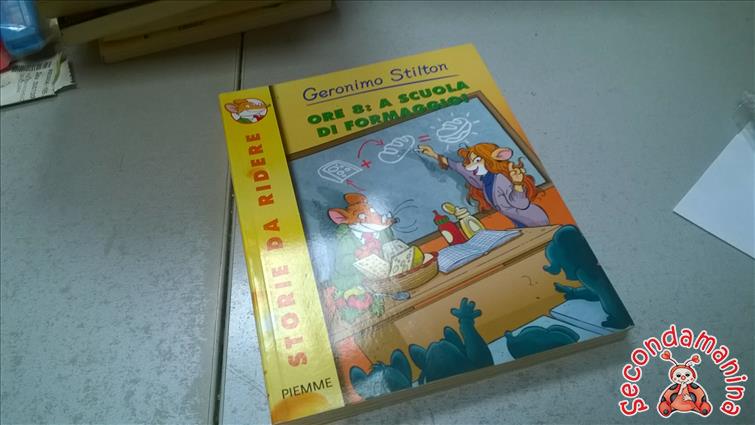 Geronimo Stilton
ORE 8: A SCUOLA
DI FORMAGGIO!
STORIE DA RIDERE
PIEMME
Secondamanina